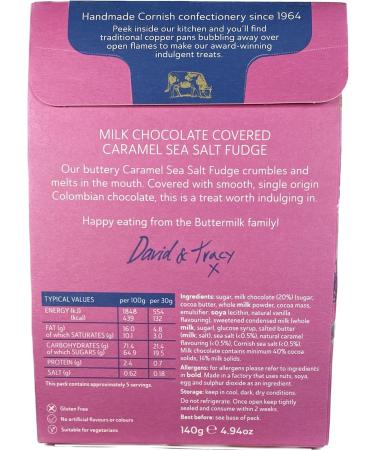 Handmade Cornish confectionery since 1964
Peek inside our kitchen and you'll find
traditional copper pans bubbling away over
open flames to make our award-winning
indulgent treats.
MILK CHOCOLATE COVERED
CARAMEL SEA SALT FUDGE
Our buttery Caramel Sea Salt Fudge crumbles and
melts in the mouth. Covered with smooth, single origin
Colombian chocolate, this is a treat worth indulging in.
Happy eating from the Buttermilk family!
David & Tracy
x
TYPICAL VALUES per 100g per 30g
ENERGY (kJ) 1848 554
(kcal) 439 132
FAT (g) 16.0 4.8
of which SATURATES (g) 10.1 3.0
CARBOHYDRATES (g) 71.4 21.4
of which SUGARS (g) 64.9 19.5
PROTEIN (g) 2.4 0.7
SALT (g) 0.62 0.18
This pack contains approximately 5 servings.
Gluten Free
No artificial flavours or colours
Suitable for vegetarians
Ingredients: sugar, milk chocolate (20%) (sugar,
cocoa butter, whole milk powder, cocoa mass,
emulsifier: soya lecithin, natural vanilla
flavouring), sweetened condensed milk (whole
milk, sugar), glucose syrup, salted butter
(milk, salt), sea salt (<0.5%), natural caramel
flavouring (<0.5%), Cornish sea salt (<0.5%).
Milk chocolate contains minimum 40% cocoa
solids, 14% milk solids.
Allergens: for allergens please refer to ingredients
in bold. Made in a factory that uses nuts, soya,
egg and sulphur dioxide as an ingredient.
Storage: keep in cool, dark, dry conditions.
Do not refrigerate. Once open keep tightly
sealed and consume within 2 weeks.
Best before: see base of pack.
140g ℮ 4.94oz